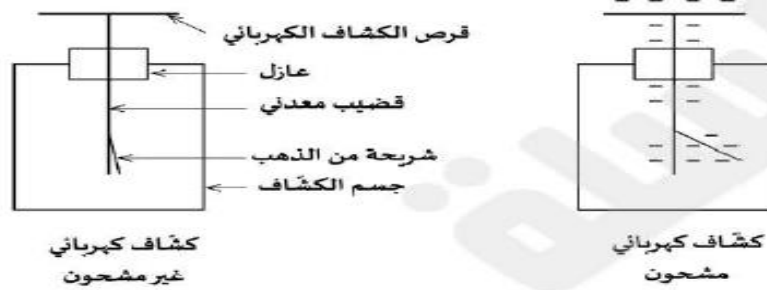 قرص الكشاف الكهربائي
عازل
قضيب معدني
شريحة من الذهب
جسم الكشّاف
كشّاف كهربائي
غير مشحون
كشّاف كهربائي
مشحون